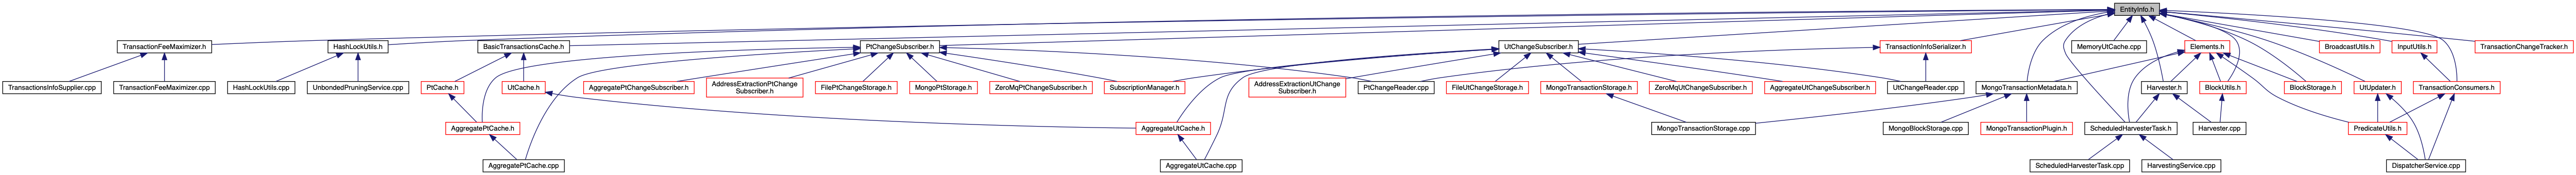 EntityInfo.h
TransactionFeeMaximizer.h
HashLockUtils.h
BasicTransactionsCache.h
PtChangeSubscriber.h
UtChangeSubscriber.h
TransactionInfoSerializer.h
MemoryUtCache.cpp
Elements.h
BroadcastUtils.h
InputUtils.h
TransactionChangeTracker.h
TransactionsInfoSupplier.cpp
TransactionFeeMaximizer.cpp
HashLockUtils.cpp
UnbondedPruningService.cpp
PtCache.h
UtCache.h
AggregatePtChangeSubscriber.h
AddressExtractionPtChange
Subscriber.h
FilePtChangeStorage.h
MongoPtStorage.h
ZeroMqPtChangeSubscriber.h
SubscriptionManager.h
AddressExtractionUtChange
Subscriber.h
PtChangeReader.cpp
FileUtChangeStorage.h
MongoTransactionStorage.h
ZeroMqUtChangeSubscriber.h
AggregateUtChangeSubscriber.h
UtChangeReader.cpp
MongoTransactionMetadata.h
Harvester.h
BlockUtils.h
BlockStorage.h
UtUpdater.h
TransactionConsumers.h
AggregatePtCache.h
AggregateUtCache.h
MongoTransactionStorage.cpp
MongoBlockStorage.cpp
MongoTransactionPlugin.h
ScheduledHarvesterTask.h
Harvester.cpp
PredicateUtils.h
AggregatePtCache.cpp
AggregateUtCache.cpp
ScheduledHarvesterTask.cpp
HarvestingService.cpp
DispatcherService.cpp